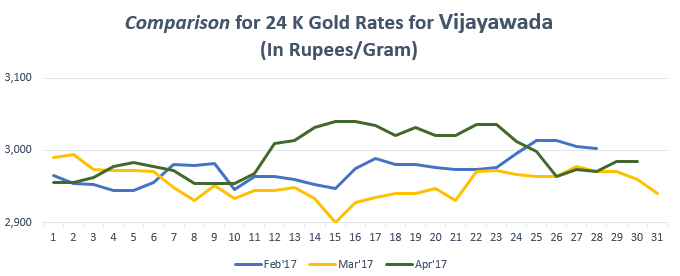 Comparison for 24 K Gold Rates for Vijayawada
(In Rupees/Gram)
3,100
3,000
2,900
1 2 3 4 5 6 7 8 9 10 11 12 13 14 15 16 17 18 19 20 21 22 23 24 25 26 27 28 29 30 31
Feb'17 Mar'17 Apr'17